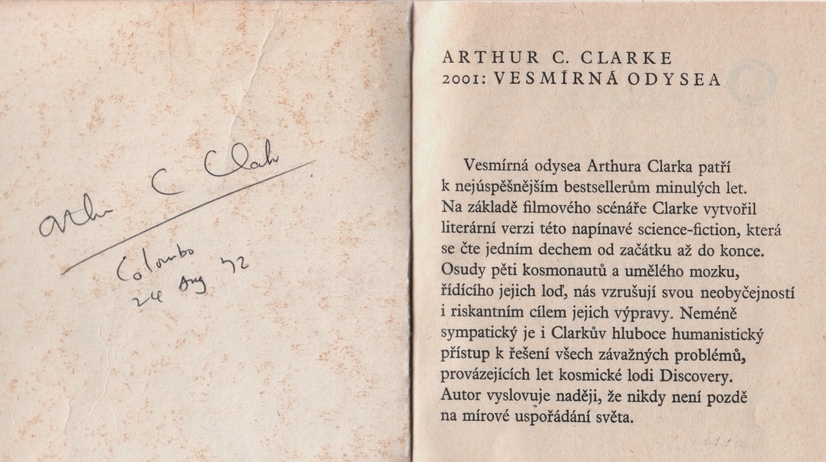 Arthur C Clarke
Colombo
24 Aug 72
ARTHUR C. CLARKE
2001: VESMÍRNÁ ODYSEA
Vesmírná odysea Arthura Clarka patří
k nejúspěšnějším bestsellerům minulých let.
Na základě filmového scénáře Clarke vytvořil
literární verzi této napínavé science-fiction, která
se čte jedním dechem od začátku až do konce.
Osudy pěti kosmonautů a umělého mozku,
řídícího jejich loď, nás vzrušují svou neobyčejností
i riskantním cílem jejich výpravy. Neméně
sympatický je i Clarkův hluboce humanistický
přístup k řešení všech závažných problémů,
provázejících let kosmické lodi Discovery.
Autor vyslovuje naději, že nikdy není pozdě
na mírové uspořádání světa.